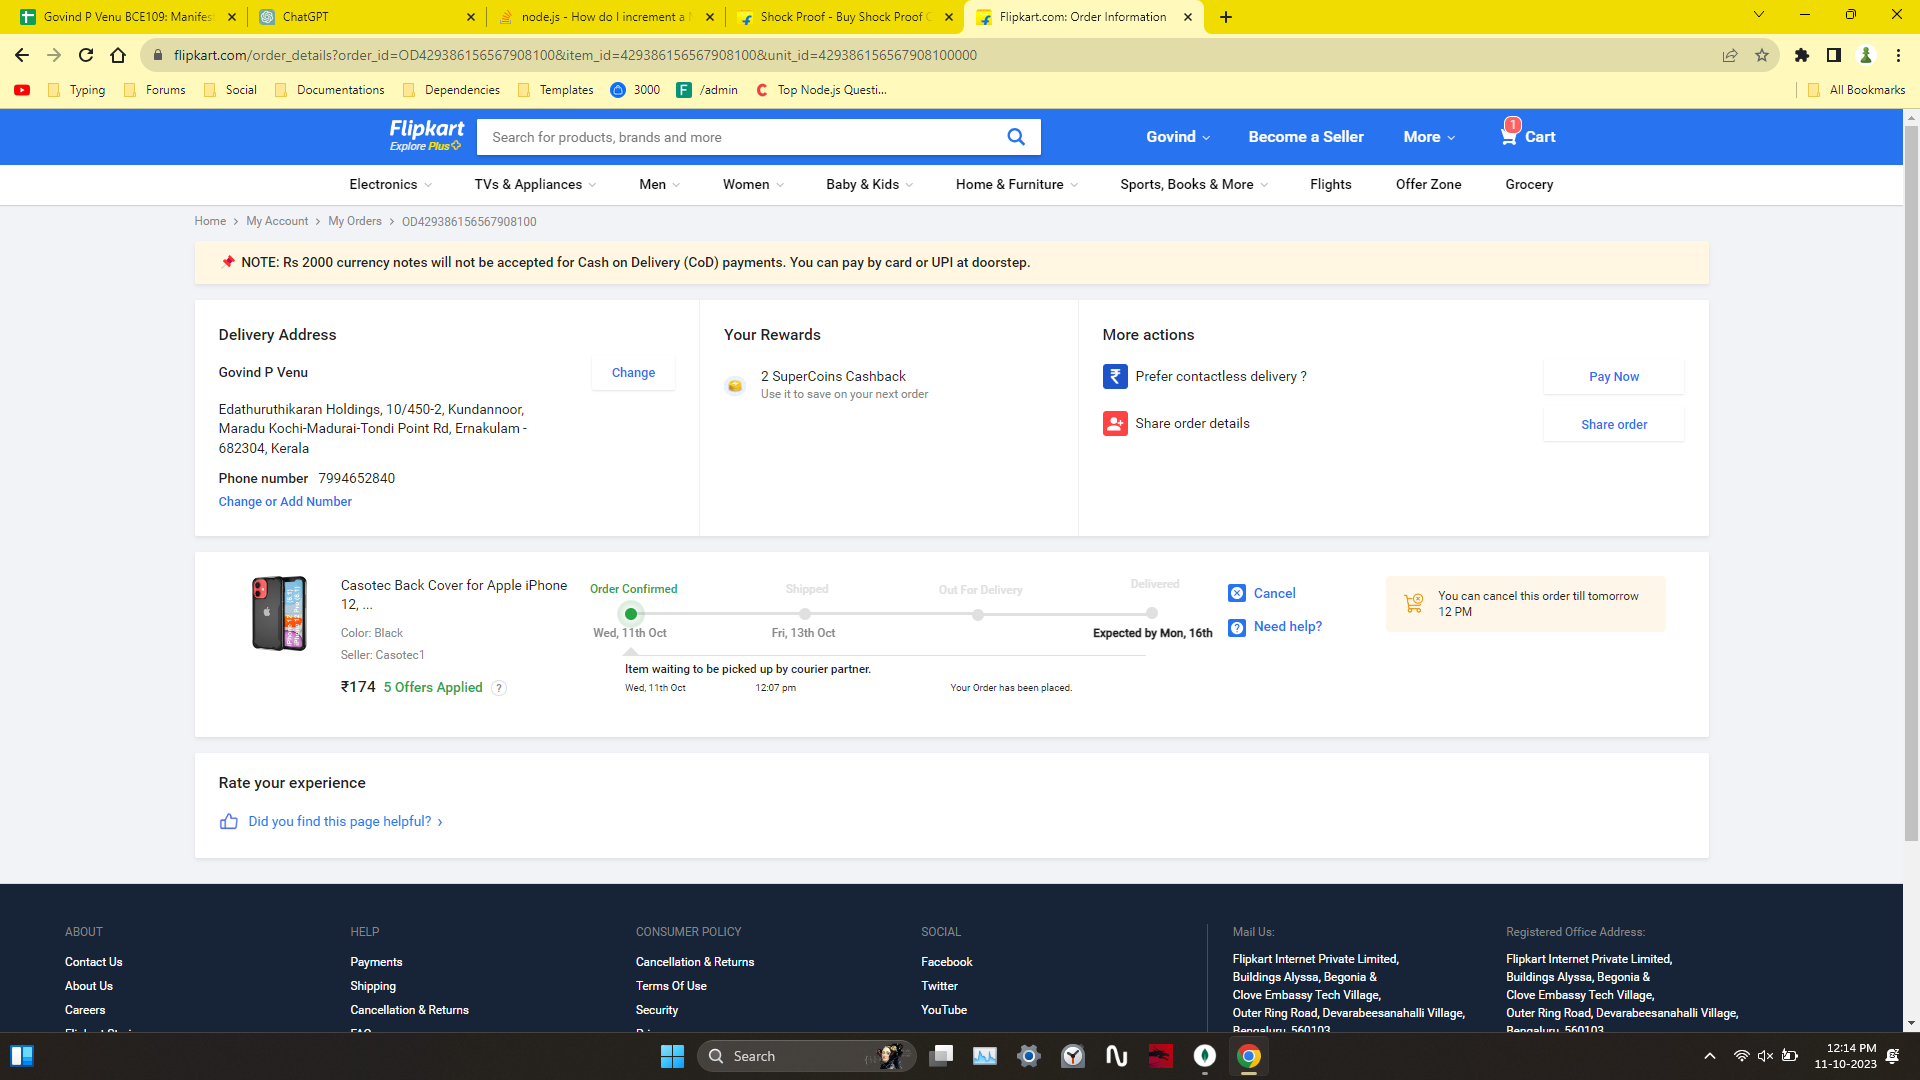 Govind P Venu BCE109: Manifest
ChatGPT
node.js - How do I increment a
Shock Proof - Buy Shock Proof C
Flipkart.com: Order Information
flipkart.com/order_details?order_id=OD429386156567908100&item_id=429386156567908100&unit_id=429386156567908100000
Typing
Forums
Social
Documentations
Dependencies
Templates
3000
F /admin
C Top Node.js Questi...
All Bookmarks
Flipkart
Explore Plus
Search for products, brands and more
Govind
Become a Seller
More
1
Cart
Electronics
TVs & Appliances
Men
Women
Baby & Kids
Home & Furniture
Sports, Books & More
Flights
Offer Zone
Grocery
Home > My Account > My Orders > OD429386156567908100
NOTE: Rs 2000 currency notes will not be accepted for Cash on Delivery (CoD) payments. You can pay by card or UPI at doorstep.
Delivery Address
Govind P Venu
Change
Edathuruthikaran Holdings, 10/450-2, Kundannoor,
Maradu Kochi-Madurai-Tondi Point Rd, Ernakulam -
682304, Kerala
Phone number 7994652840
Change or Add Number
Your Rewards
2 SuperCoins Cashback
Use it to save on your next order
More actions
₹ Prefer contactless delivery ?
Pay Now
Share order details
Share order
Casotec Back Cover for Apple iPhone
12, ...
Color: Black
Seller: Casotec1
₹174 5 Offers Applied ?
Order Confirmed
Shipped
Out For Delivery
Delivered
Wed, 11th Oct
Fri, 13th Oct
Expected by Mon, 16th
Item waiting to be picked up by courier partner.
Wed, 11th Oct
12:07 pm
Your Order has been placed.
Cancel
? Need help?
You can cancel this order till tomorrow
12 PM
Rate your experience
Did you find this page helpful? ›
ABOUT
Contact Us
About Us
Careers
HELP
Payments
Shipping
Cancellation & Returns
FAQ
CONSUMER POLICY
Cancellation & Returns
Terms Of Use
Security
SOCIAL
Facebook
Twitter
YouTube
Mail Us:
Flipkart Internet Private Limited,
Buildings Alyssa, Begonia &
Clove Embassy Tech Village,
Outer Ring Road, Devarabeesanahalli Village,
Bengaluru, 560103
Registered Office Address:
Flipkart Internet Private Limited,
Buildings Alyssa, Begonia &
Clove Embassy Tech Village,
Outer Ring Road, Devarabeesanahalli Village,
Bengaluru, 560103
Search
12:14 PM
11-10-2023